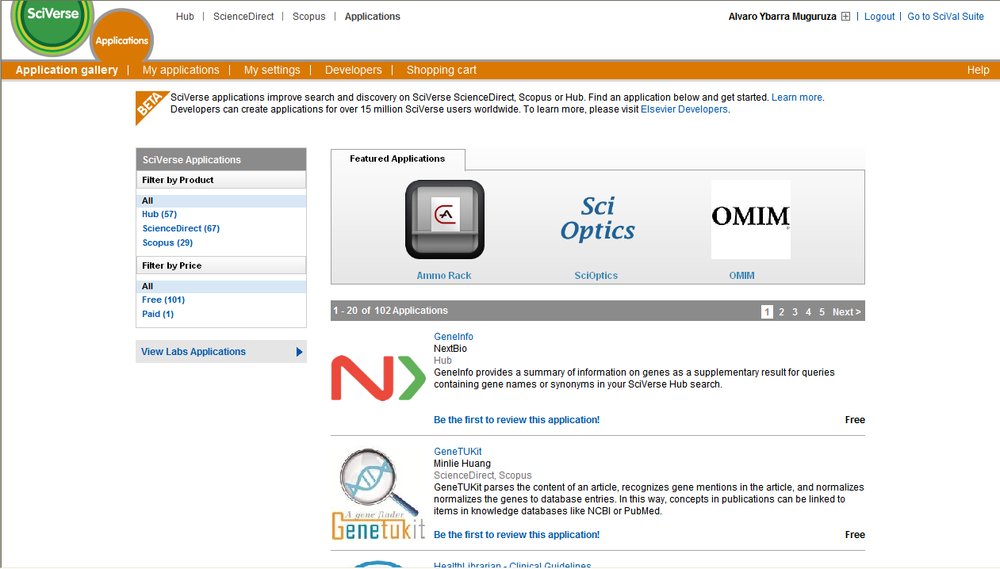 SciVerse
Applications
Hub | ScienceDirect | Scopus | Applications
Alvaro Ybarra Muguruza | Logout | Go to SciVal Suite
Application gallery | My applications | My settings | Developers | Shopping cart
Help
BETA
SciVerse applications improve search and discovery on SciVerse ScienceDirect, Scopus or Hub. Find an application below and get started. Learn more.
Developers can create applications for over 15 million SciVerse users worldwide. To learn more, please visit Elsevier Developers.
SciVerse Applications
Filter by Product
All
Hub (57)
ScienceDirect (67)
Scopus (29)
Filter by Price
All
Free (101)
Paid (1)
View Labs Applications
Featured Applications
CA
Sci
Optics
OMIM
Ammo Rack
SciOptics
OMIM
1 - 20 of 102 Applications
1 2 3 4 5 Next >
GeneInfo
NextBio
Hub
GeneInfo provides a summary of information on genes as a supplementary result for queries
containing gene names or synonyms in your SciVerse Hub search.
Be the first to review this application!
Free
A gene finder
Genetukit
GeneTUKit
Minlie Huang
ScienceDirect, Scopus
GeneTUKit parses the content of an article, recognizes gene mentions in the article, and normalizes
normalizes the genes to database entries. In this way, concepts in publications can be linked to
items in knowledge databases like NCBI or PubMed.
Be the first to review this application!
Free
HealthLibrarian - Clinical Guidelines